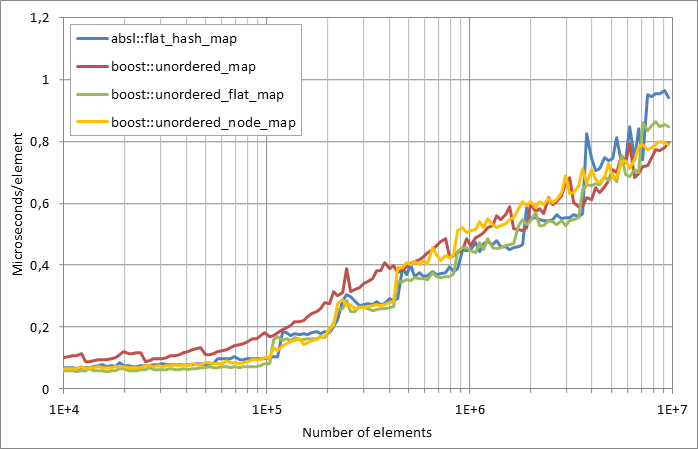 1,2
1
0,8
0,6
0,4
0,2
0
Microseconds/element
absl::flat_hash_map
boost::unordered_map
boost::unordered_flat_map
boost::unordered_node_map
1E+4
1E+5
1E+6
1E+7
Number of elements